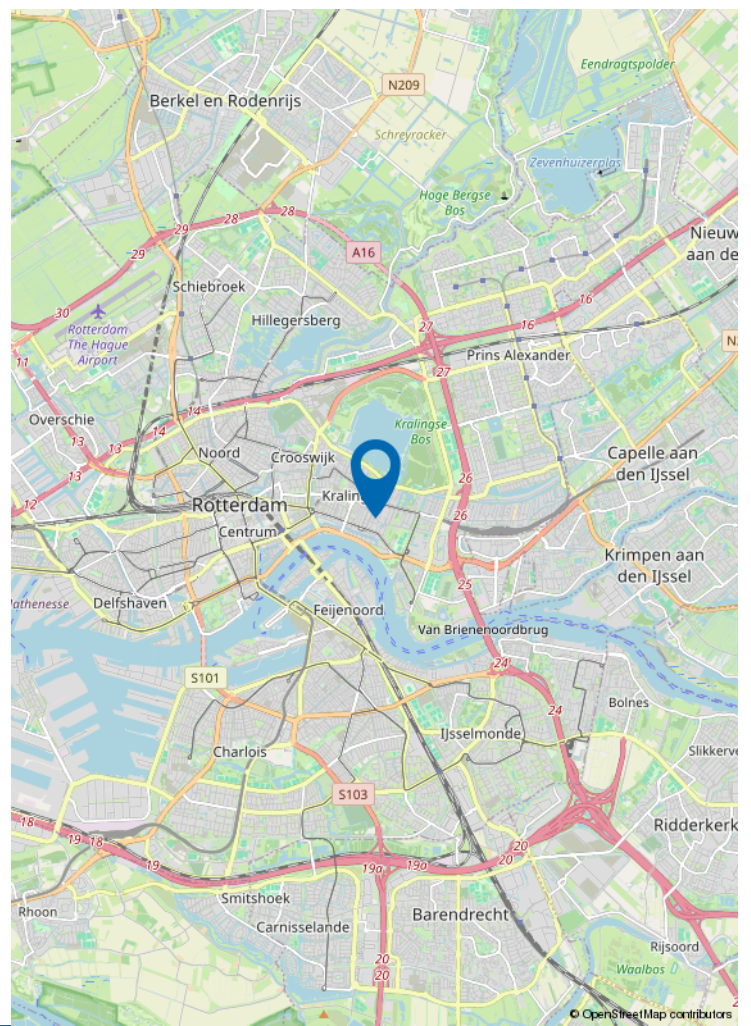 Eendragtspolder
N209
Berkel en Rodenrijs
Schreyracker
Zevenhuizerplas
Hoge Bergse
Bos
28
28
29
29
Nieuw
aan de
A16
Schiebroek
16
30
Rotterdam
The Hague
Airport
Hillegersberg
27
16
N
11
Prins Alexander
27
14
Overschie
14
13
13
Kralingse
Bos
Noord
Crooswijk
Capelle aan
den IJssel
26
12
Kraling
Rotterdam
26
Centrum
Krimpen aan
den IJssel
25
Mathenesse
Delfshaven
Feijenoord
Van Brienenoordbrug
24
S101
Bolnes
24
IJsselmonde
Charlois
Slikkerve
S103
18
18
Ridderkerk
20
19
19a
19a
20
Smitshoek
Rhoon
Carnisselande
Barendrecht
Rijsoord
20
20
Waalbos
2
© OpenStreetMap contributors